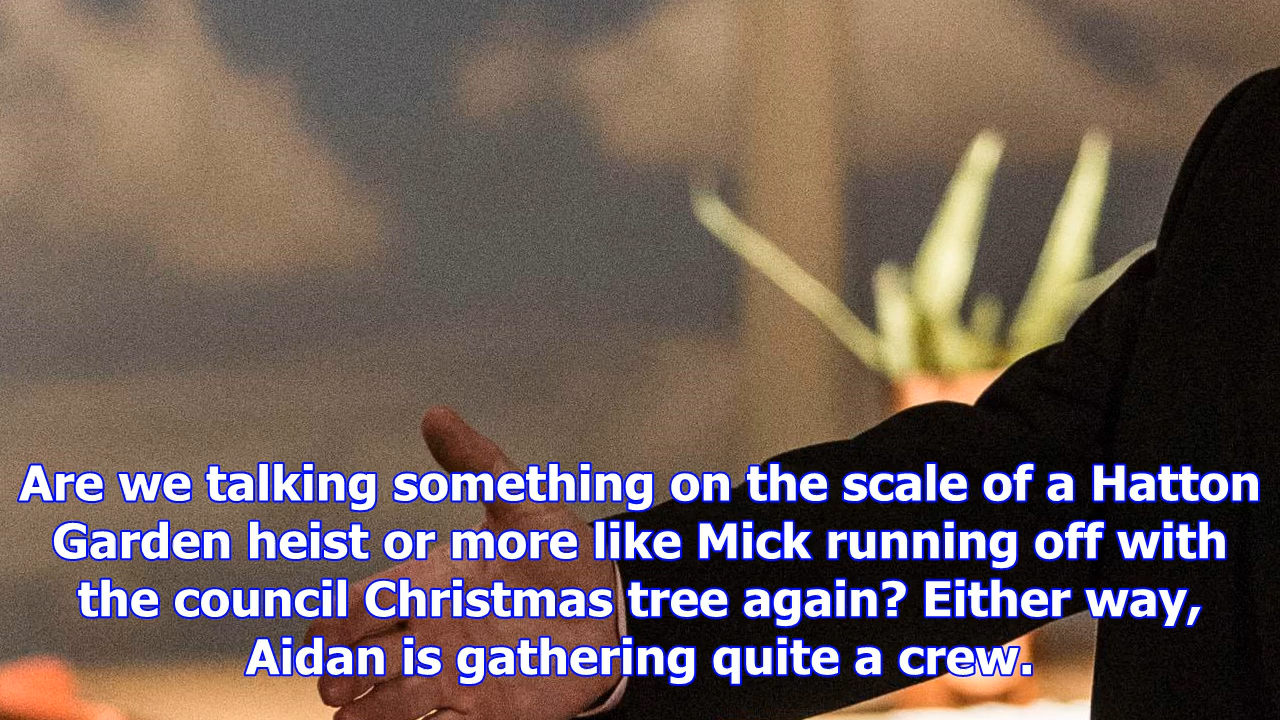 Are we talking something on the scale of a Hatton
Garden heist or more like Mick running off with
the council Christmas tree again? Either way,
Aidan is gathering quite a crew.